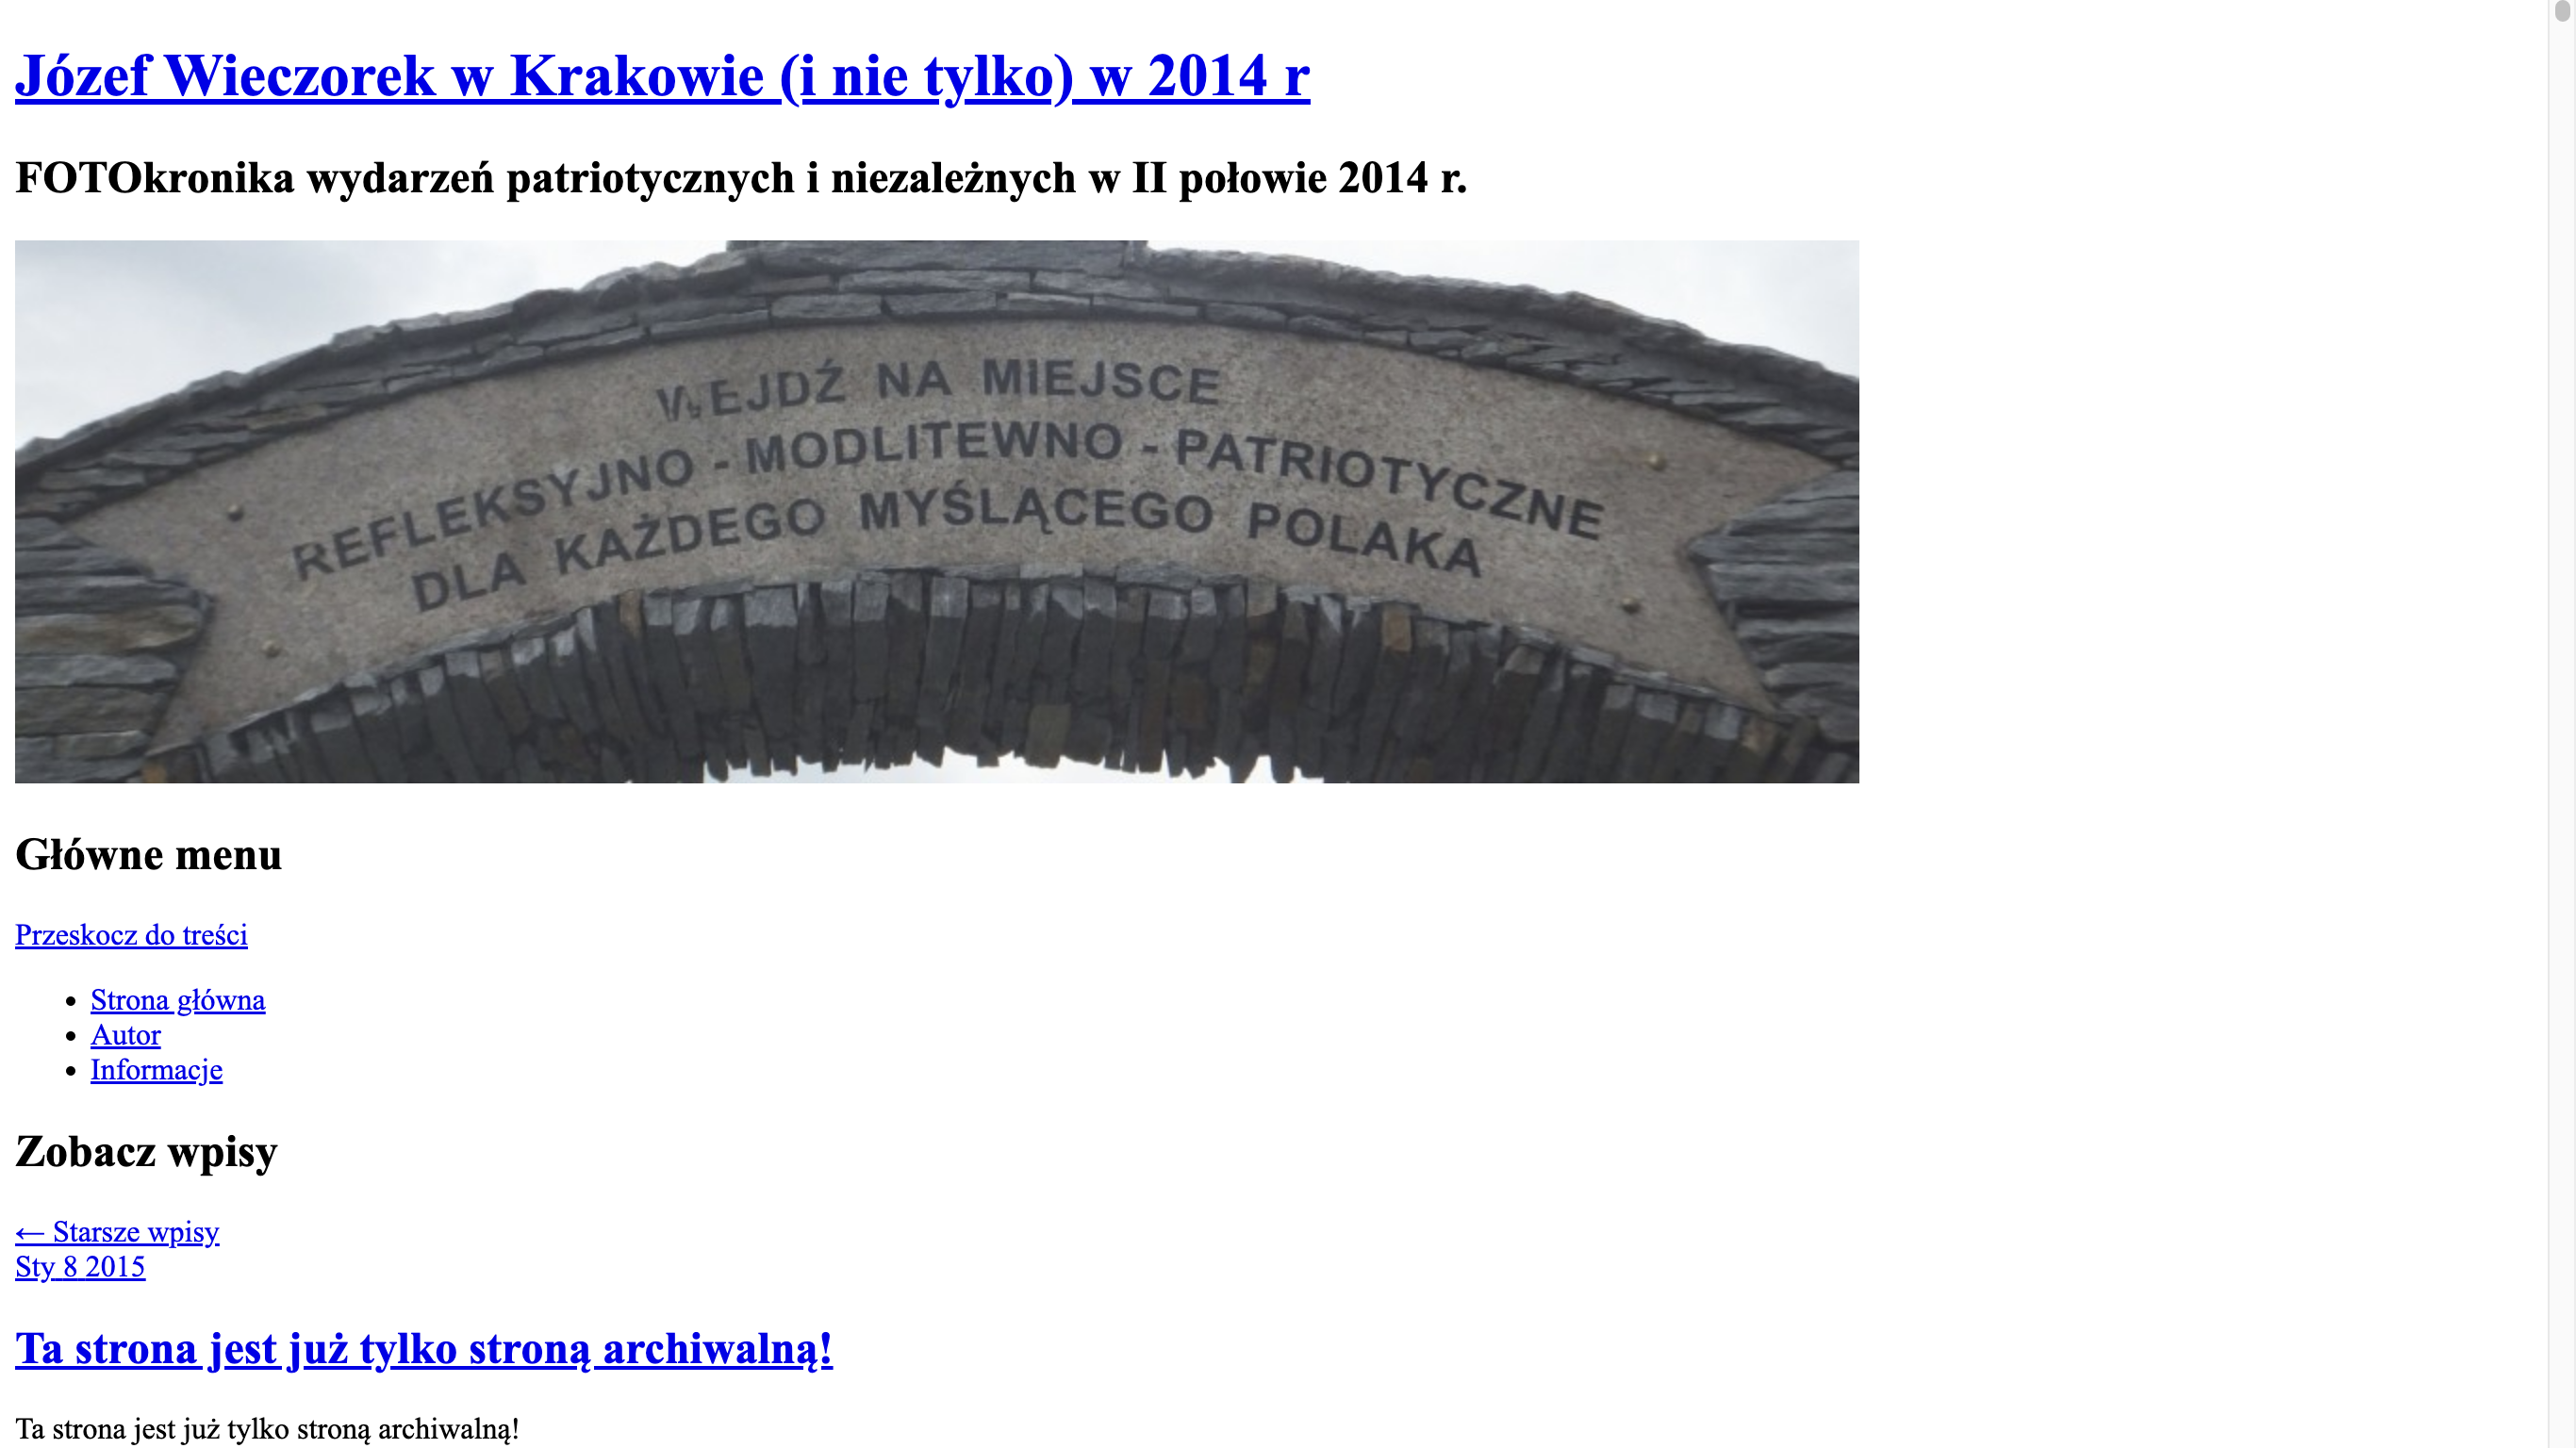 Józef Wieczorek w Krakowie (i nie tylko) w 2014 r
FOTOkronika wydarzeń patriotycznych i niezależnych w II połowie 2014 r.
WEJDŹ NA MIEJSCE
REFLEKSYJNO - MODLITEWNO - PATRIOTYCZNE
DLA KAŻDEGO MYŚLĄCEGO POLAKA
Główne menu
Przeskocz do treści
Strona główna
Autor
Informacje
Zobacz wpisy
← Starsze wpisy
Sty 8 2015
Ta strona jest już tylko stroną archiwalną!
Ta strona jest już tylko stroną archiwalną!